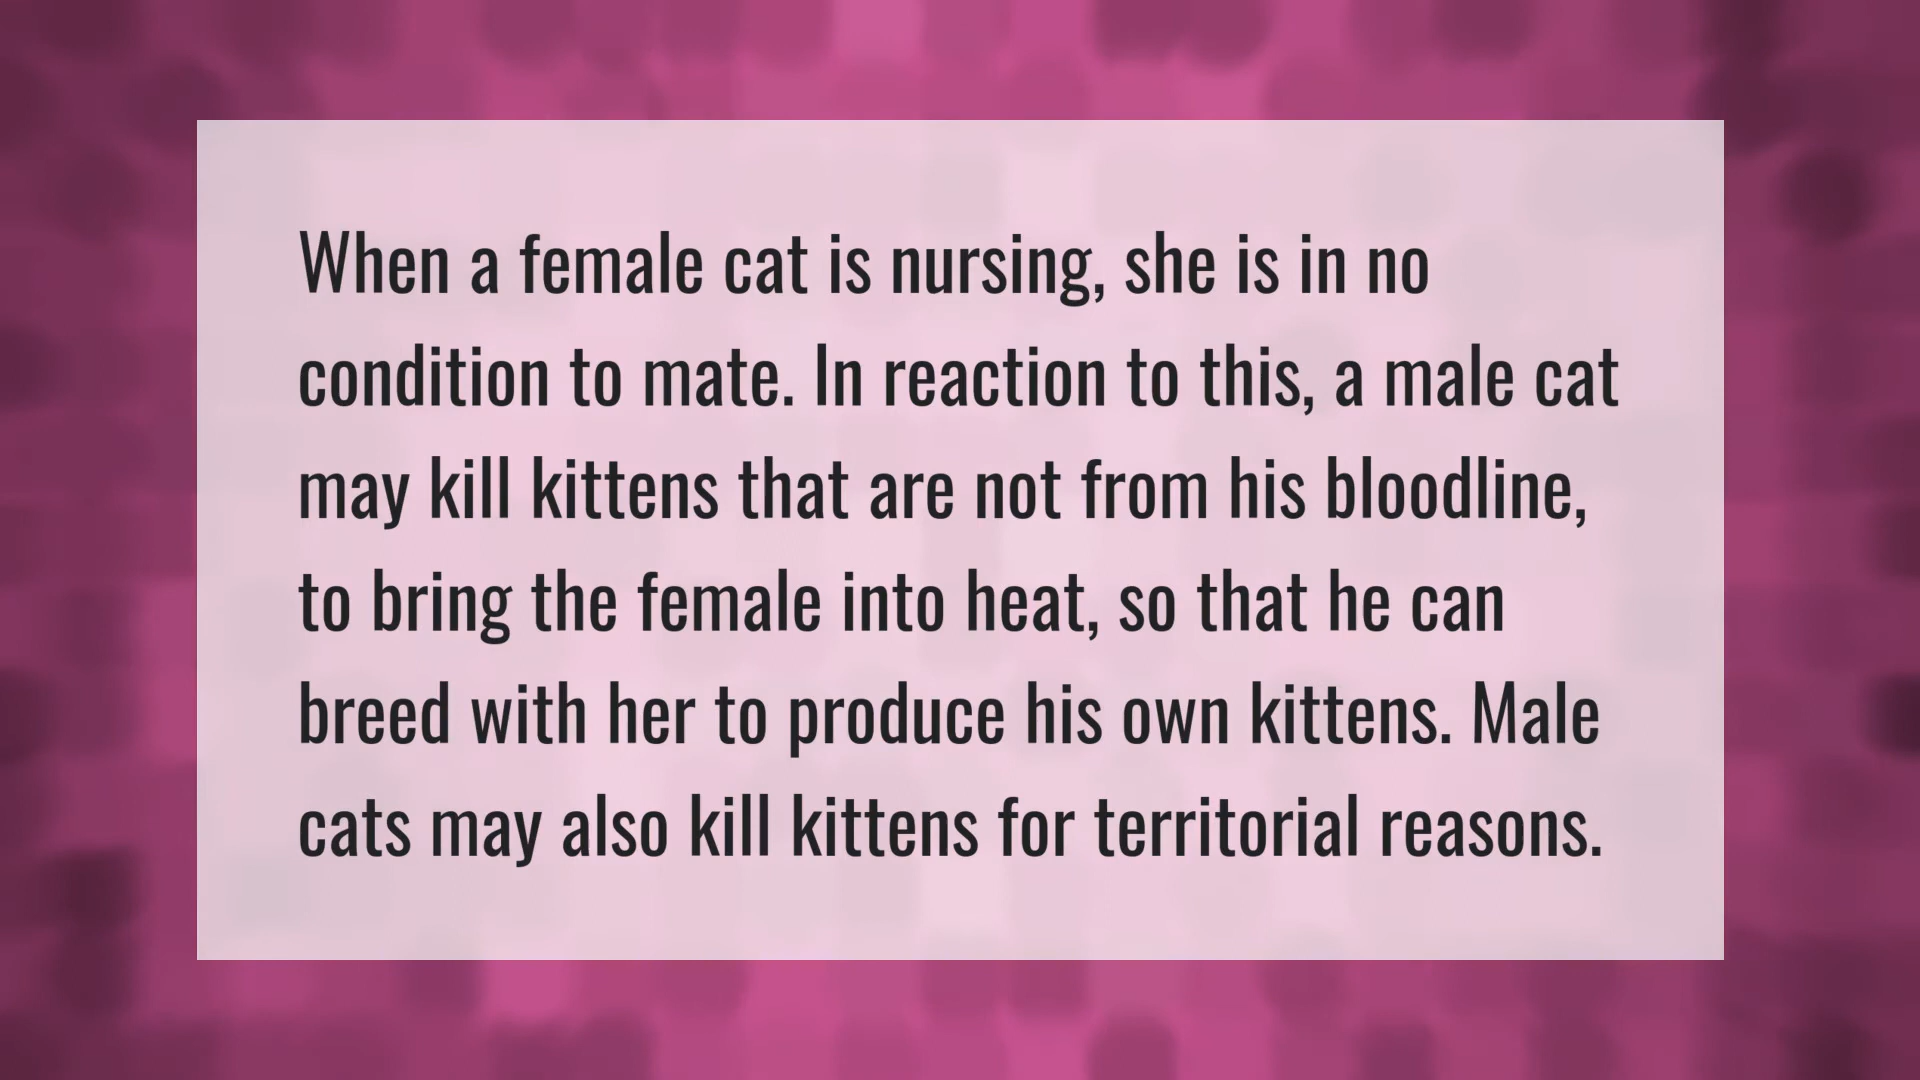 When a female cat is nursing, she is in no
condition to mate. In reaction to this, a male cat
may kill kittens that are not from his bloodline,
to bring the female into heat, so that he can
breed with her to produce his own kittens. Male
cats may also kill kittens for territorial reasons.